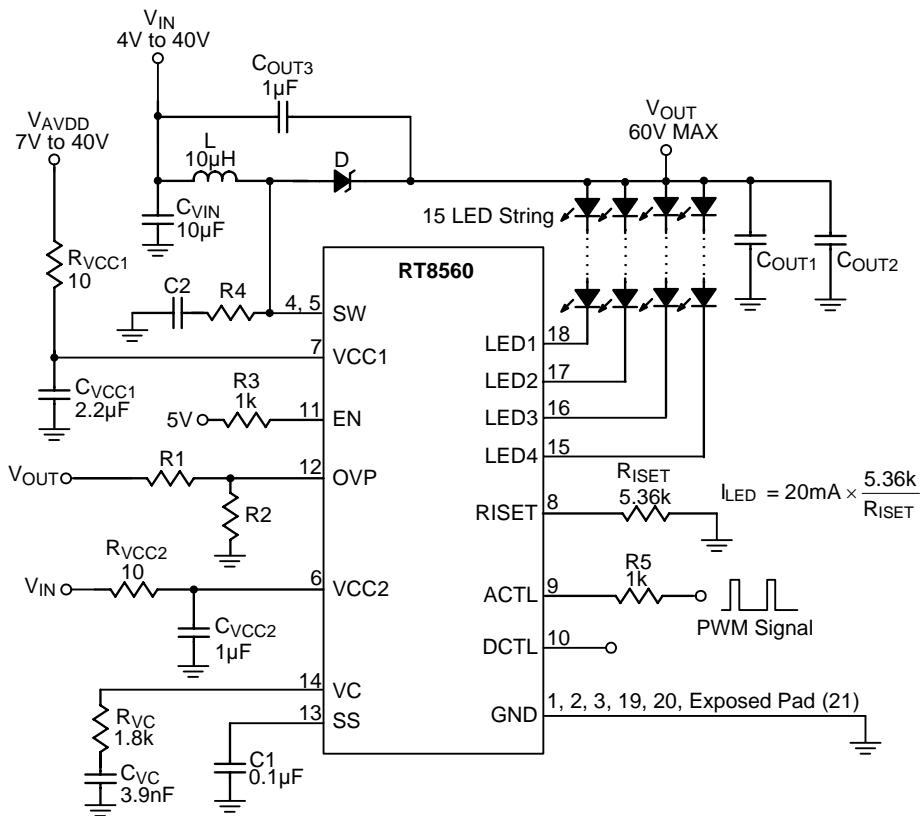 VIN
4V to 40V
COUT3
1µF
VAVDD
7V to 40V
L
10µH
D
VOUT
60V MAX
CVIN
10µF
15 LED String
RVCC1
10
RT8560
COUT1
COUT2
C2
R4
4, 5
SW
7
VCC1
LED1
18
CVCC1
2.2µF
R3
1k
5V
11
EN
LED2
17
LED3
16
LED4
15
VOUT
R1
12
OVP
R2
RISET
8
RISET
5.36k
ILED = 20mA × 5.36k
RISET
RVCC2
10
VIN
6
VCC2
CVCC2
1µF
ACTL
9
R5
1k
PWM Signal
DCTL
10
14
VC
RVC
1.8k
13
SS
GND
1, 2, 3, 19, 20, Exposed Pad (21)
CVC
3.9nF
C1
0.1µF